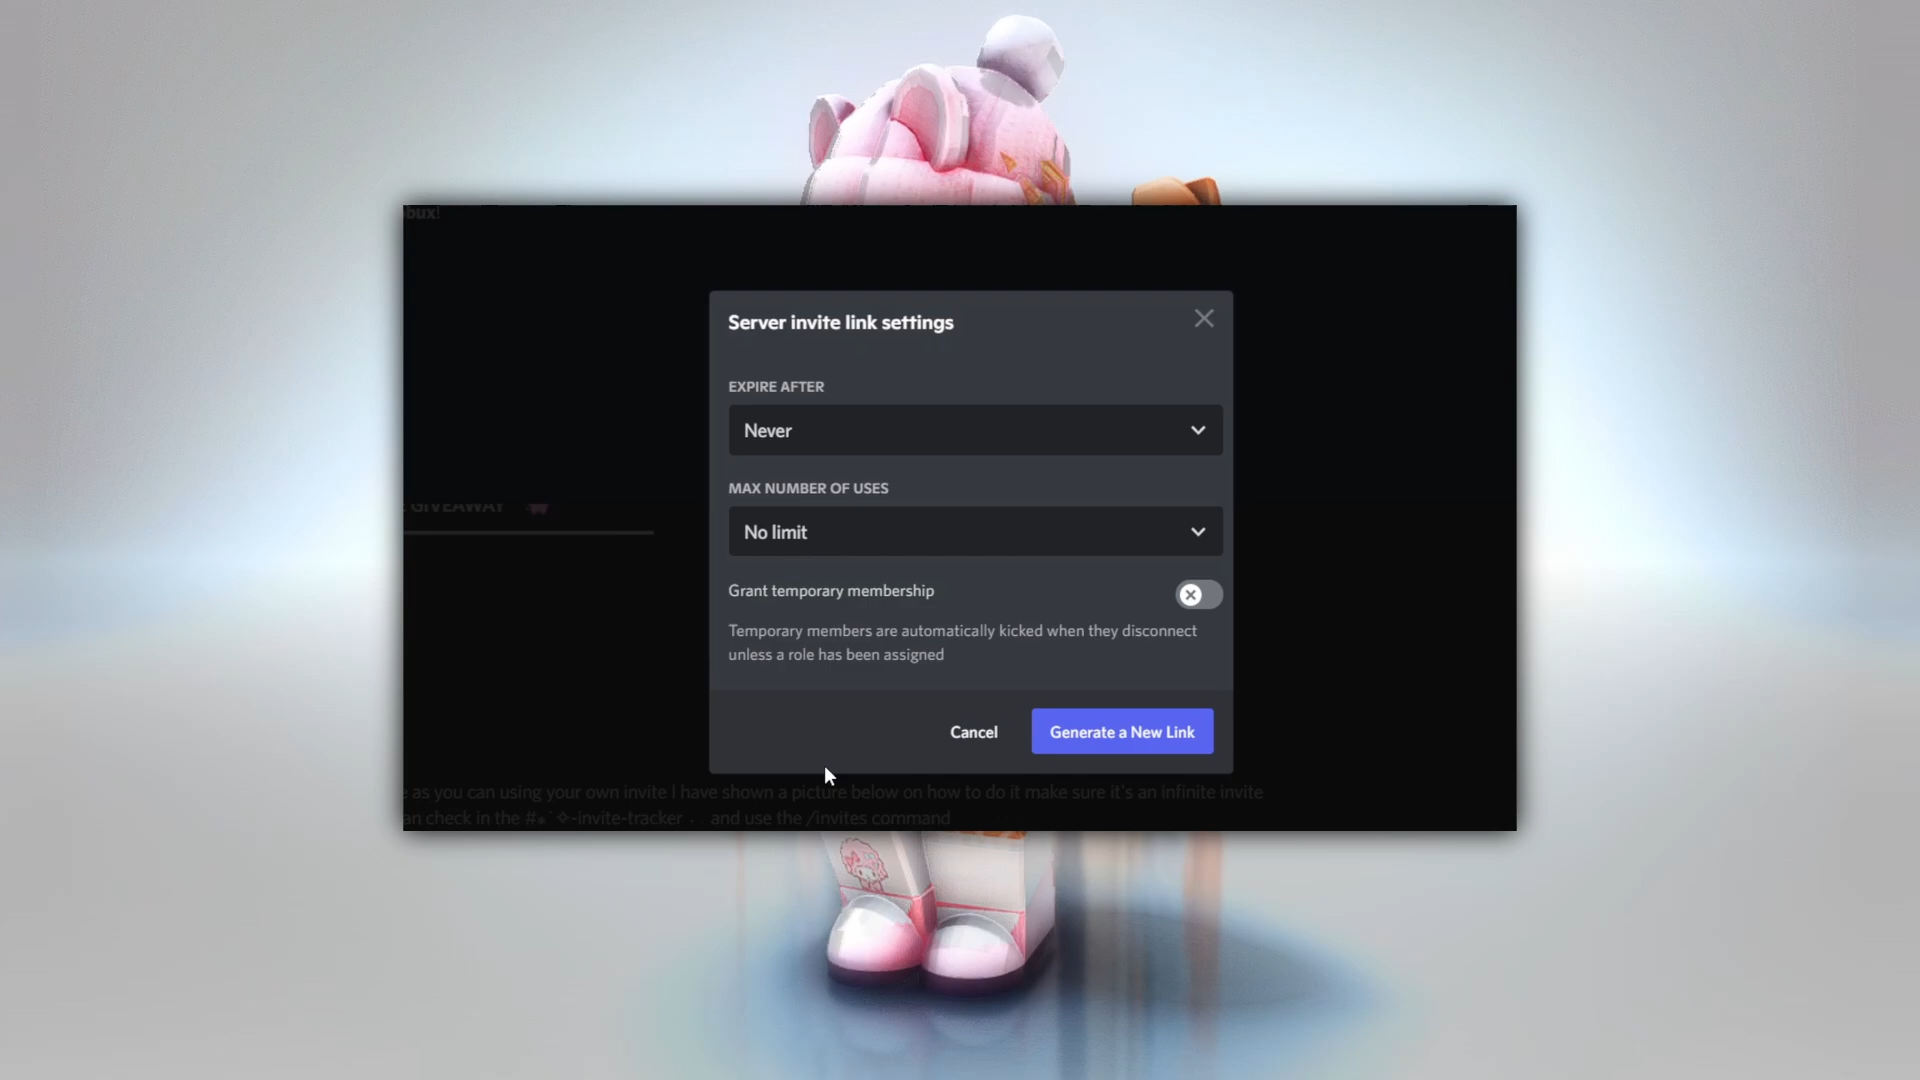 bux!
Server invite link settings
EXPIRE AFTER
Never
MAX NUMBER OF USES
No limit
GIVEAWAY
Grant temporary membership
Temporary members are automatically kicked when they disconnect
unless a role has been assigned
Cancel
Generate a New Link
as you can using your own invite I have shown a picture below on how to do it make sure it's an infinite invite
an check in the #-invite-tracker and use the /invites command